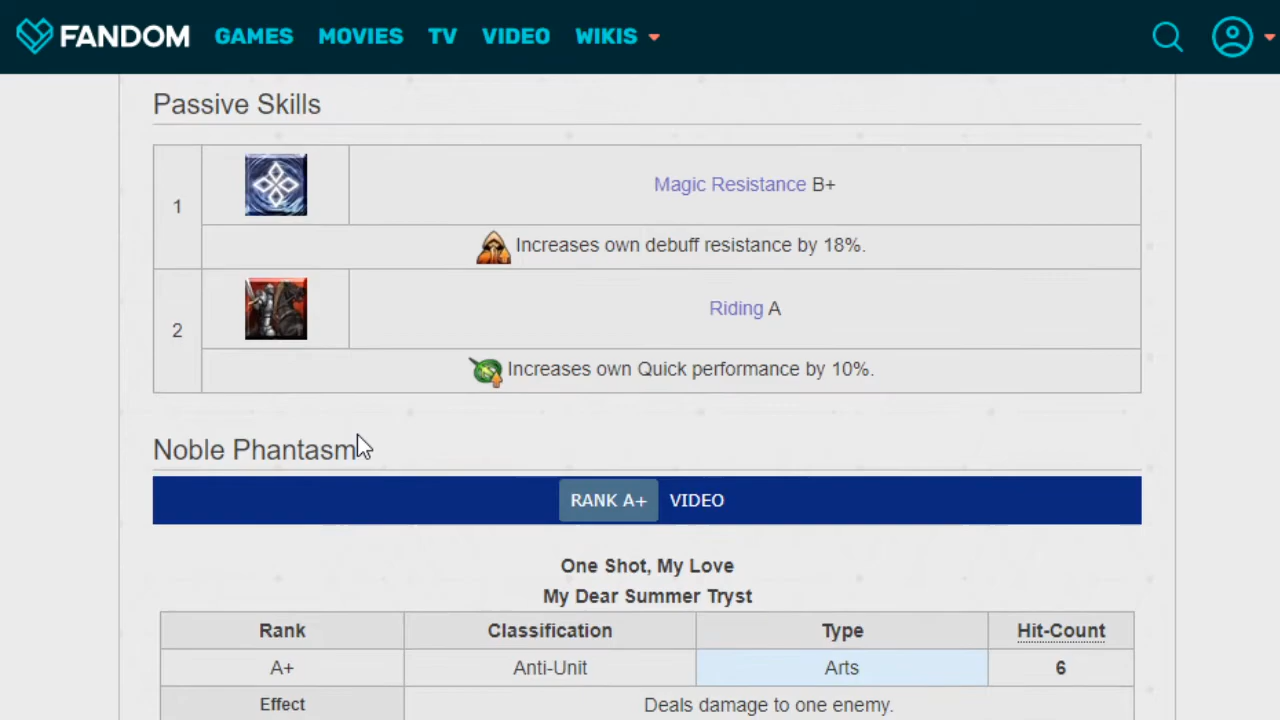 FANDOM GAMES MOVIES TV VIDEO WIKIS
Passive Skills
1
Magic Resistance B+
Increases own debuff resistance by 18%.
2
Riding A
Increases own Quick performance by 10%.
Noble Phantasm
RANK A+ VIDEO
One Shot, My Love
My Dear Summer Tryst
Rank Classification Type Hit-Count
A+ Anti-Unit Arts 6
Effect Deals damage to one enemy.